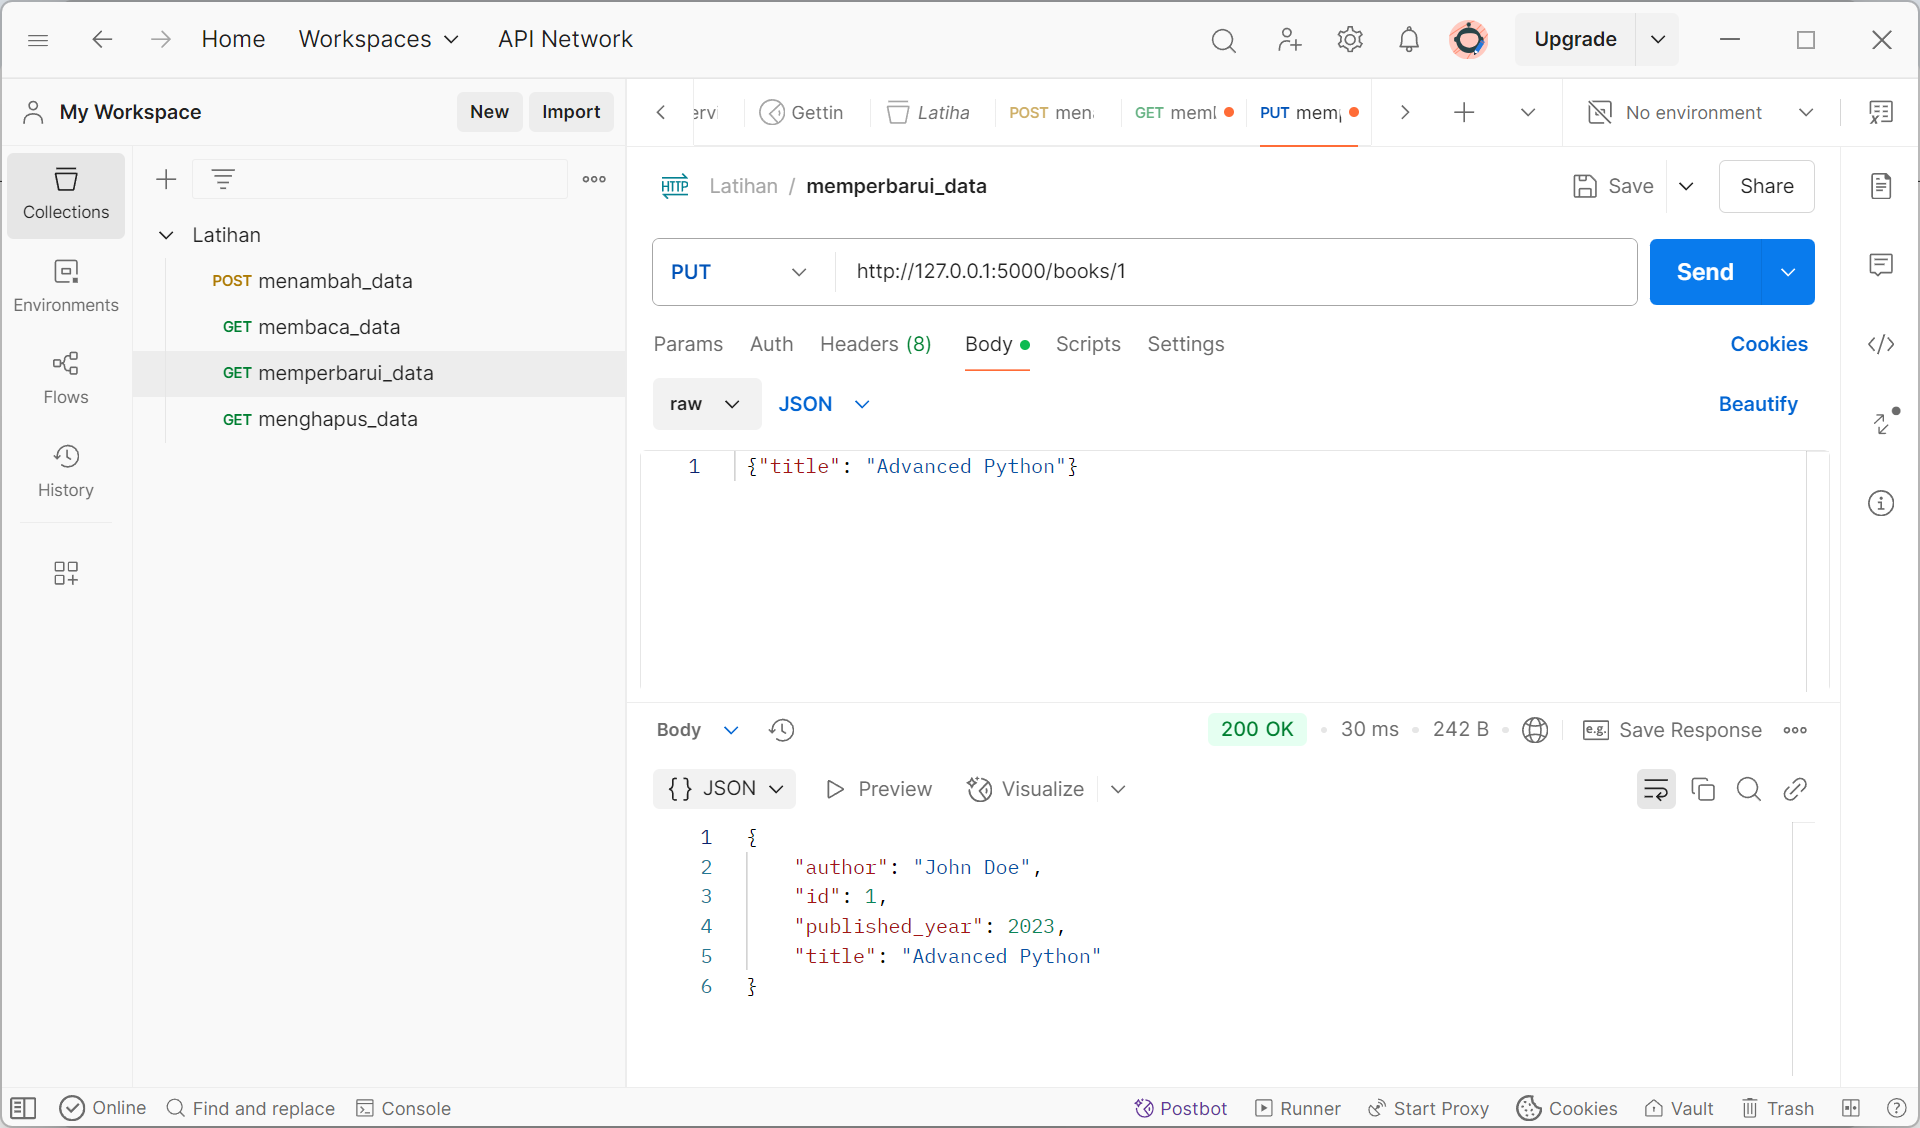 Home Workspaces API Network Upgrade
My Workspace New Import
ervi Gettin Latiha POST men GET mem PUT mem No environment
Collections
Environments
Flows
History
Latihan
POST menambah_data
GET membaca_data
GET memperbarui_data
GET menghapus_data
HTTP Latihan / memperbarui_data Save Share
PUT http://127.0.0.1:5000/books/1 Send
Params Auth Headers (8) Body Scripts Settings Cookies
raw JSON Beautify
1 {"title": "Advanced Python"}
Body 200 OK • 30 ms • 242 B • e.g. Save Response
{} JSON Preview Visualize
1 {
2 "author": "John Doe",
3 "id": 1,
4 "published_year": 2023,
5 "title": "Advanced Python"
6 }
Online Find and replace Console Postbot Runner Start Proxy Cookies Vault Trash